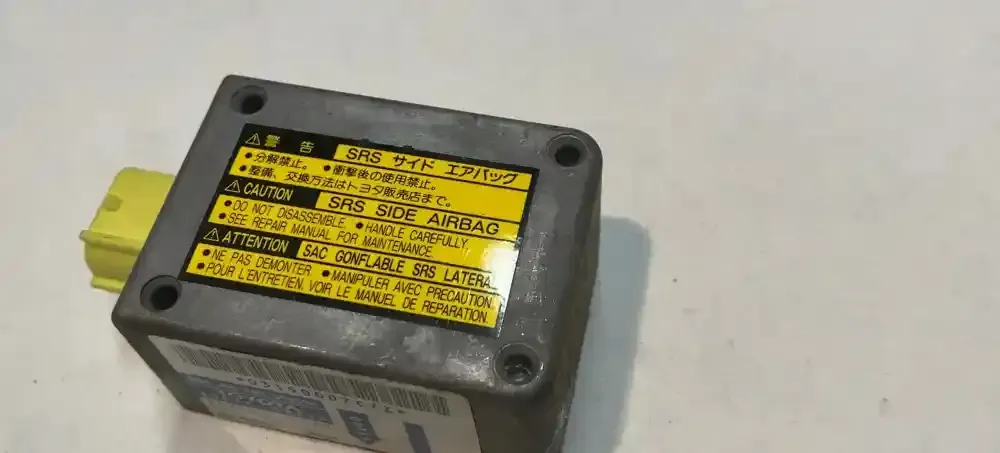 警告 SRS サイド エアバッグ
•分解禁止。 •衝撃後の使用禁止。
•整備、交換方法はトヨタ販売店まで。
CAUTION SRS SIDE AIRBAG
•DO NOT DISASSEMBLE. •HANDLE CAREFULLY.
•SEE REPAIR MANUAL FOR MAINTENANCE.
ATTENTION SAC GONFLABLE SRS LATERA
•NE PAS DEMONTER •MANIPULER AVEC PRECAUTION.
•POUR L'ENTRETIEN, VOIR LE MANUEL DE REPARATION.